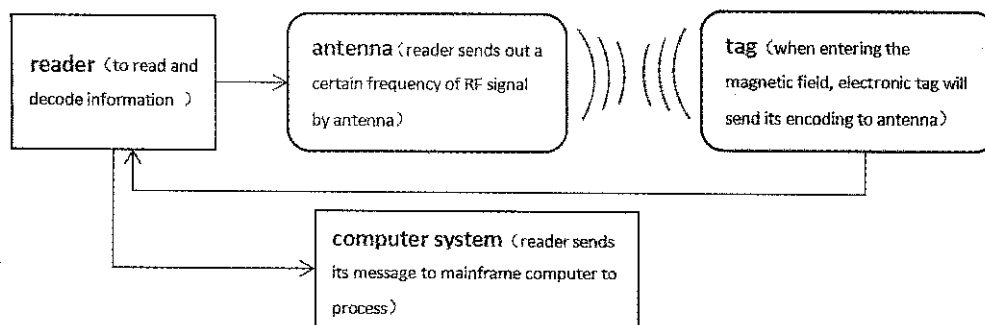 reader（to read and
decode information ）
antenna（reader sends out a
certain frequency of RF signal
by antenna）
tag（when entering the
magnetic field, electronic tag will
send its encoding to antenna）
computer system（reader sends
its message to mainframe computer to
process）